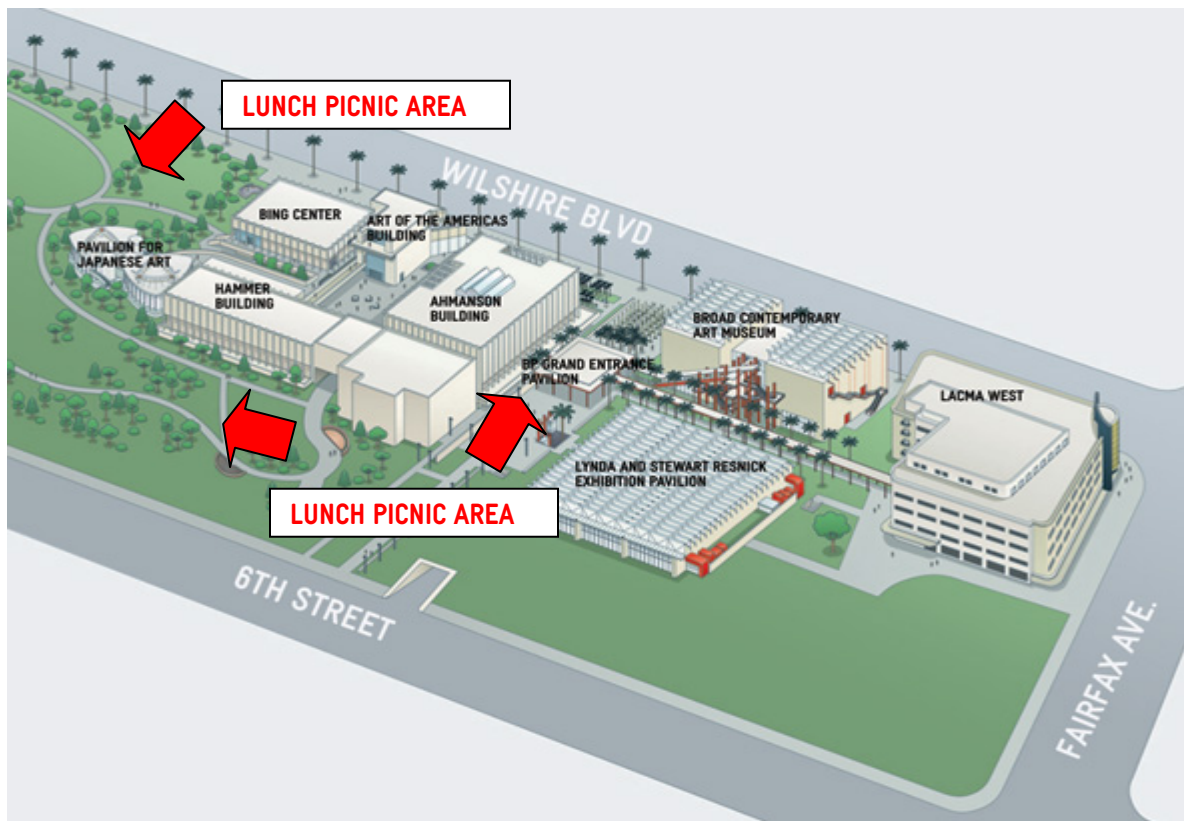 LUNCH PICNIC AREA
WILSHIRE BLVD
BING CENTER
ART OF THE AMERICAS
BUILDING
PAVILION FOR
JAPANESE ART
HAMMER
BUILDING
AHMANSON
BUILDING
BROAD CONTEMPORARY
ART MUSEUM
BP GRAND ENTRANCE
PAVILION
LACMA WEST
LYNDA AND STEWART RESNICK
EXHIBITION PAVILION
LUNCH PICNIC AREA
6TH STREET
FAIRFAX AVE.